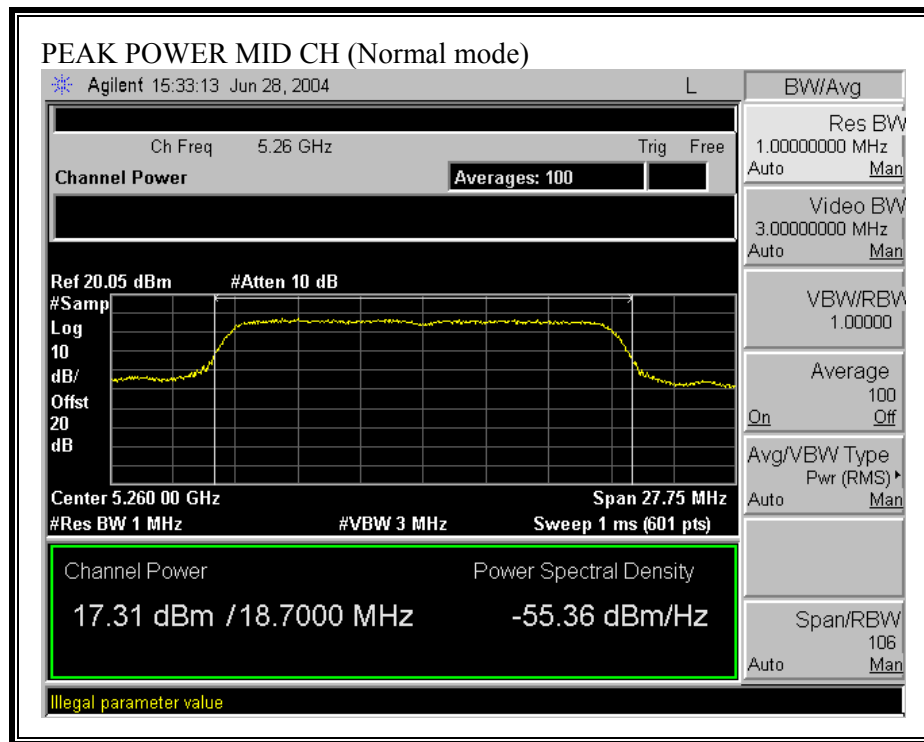 PEAK POWER MID CH (Normal mode)
Agilent 15:33:13 Jun 28, 2004 L
BW/Avg
Ch Freq 5.26 GHz Trig Free
Channel Power Averages: 100
Ref 20.05 dBm #Atten 10 dB
#Samp
Log
10
dB/
Offst
20
dB
Center 5.260 00 GHz Span 27.75 MHz
#Res BW 1 MHz #VBW 3 MHz Sweep 1 ms (601 pts)
Channel Power Power Spectral Density
17.31 dBm /18.7000 MHz -55.36 dBm/Hz
Illegal parameter value
Res BW
1.00000000 MHz
Auto Man
Video BW
3.00000000 MHz
Auto Man
VBW/RBW
1.00000
Average
100
On Off
Avg/VBW Type
Pwr (RMS)
Auto Man
Span/RBW
106
Auto Man